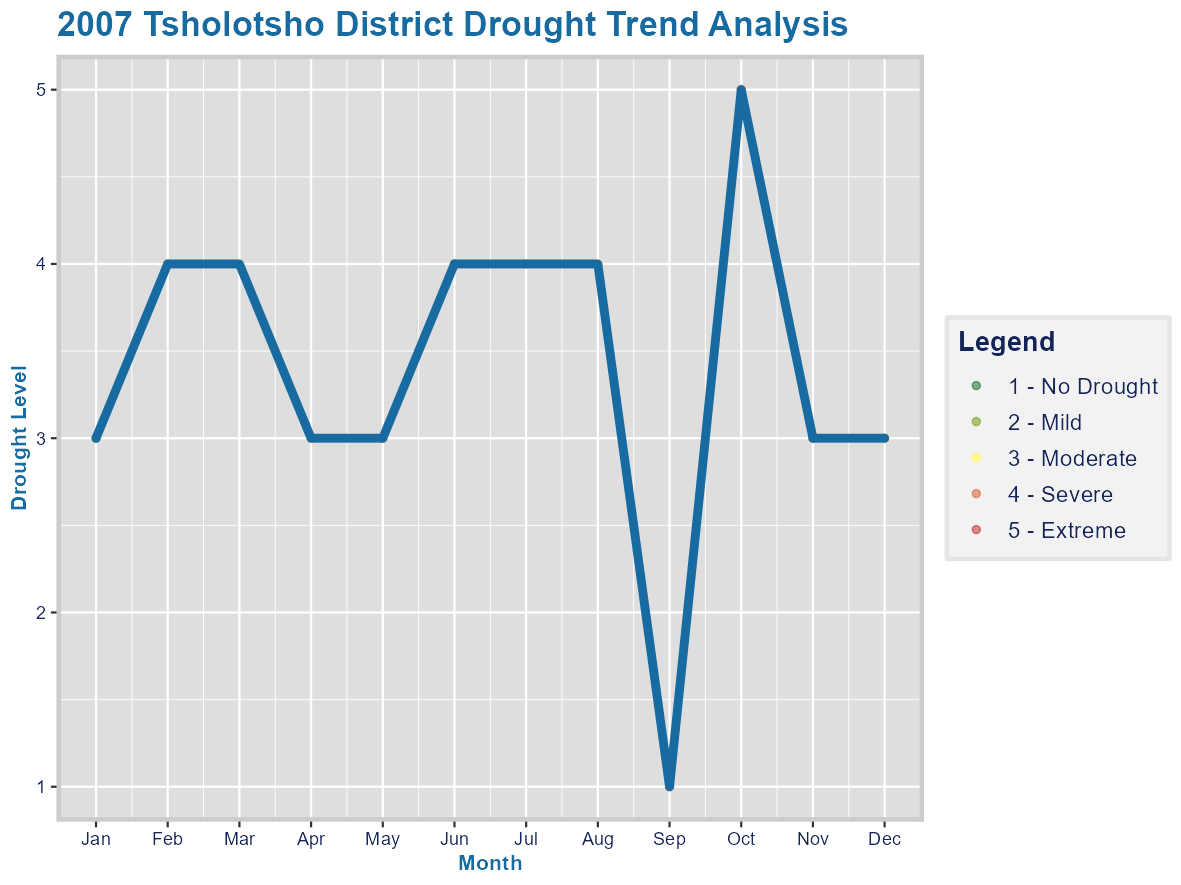 2007 Tsholotsho District Drought Trend Analysis
Drought Level
5
4
3
2
1
Jan Feb Mar Apr May Jun Jul Aug Sep Oct Nov Dec
Month
Legend
1 - No Drought
2 - Mild
3 - Moderate
4 - Severe
5 - Extreme